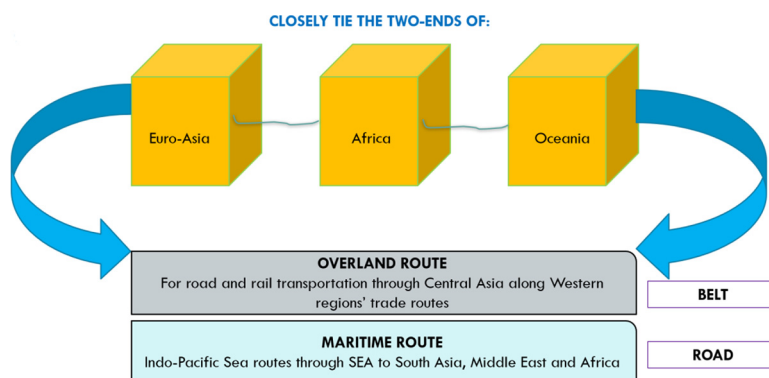 CLOSELY TIE THE TWO-ENDS OF:
Euro-Asia
Africa
Oceania
OVERLAND ROUTE
For road and rail transportation through Central Asia along Western
regions' trade routes
BELT
MARITIME ROUTE
Indo-Pacific Sea routes through SEA to South Asia, Middle East and Africa
ROAD